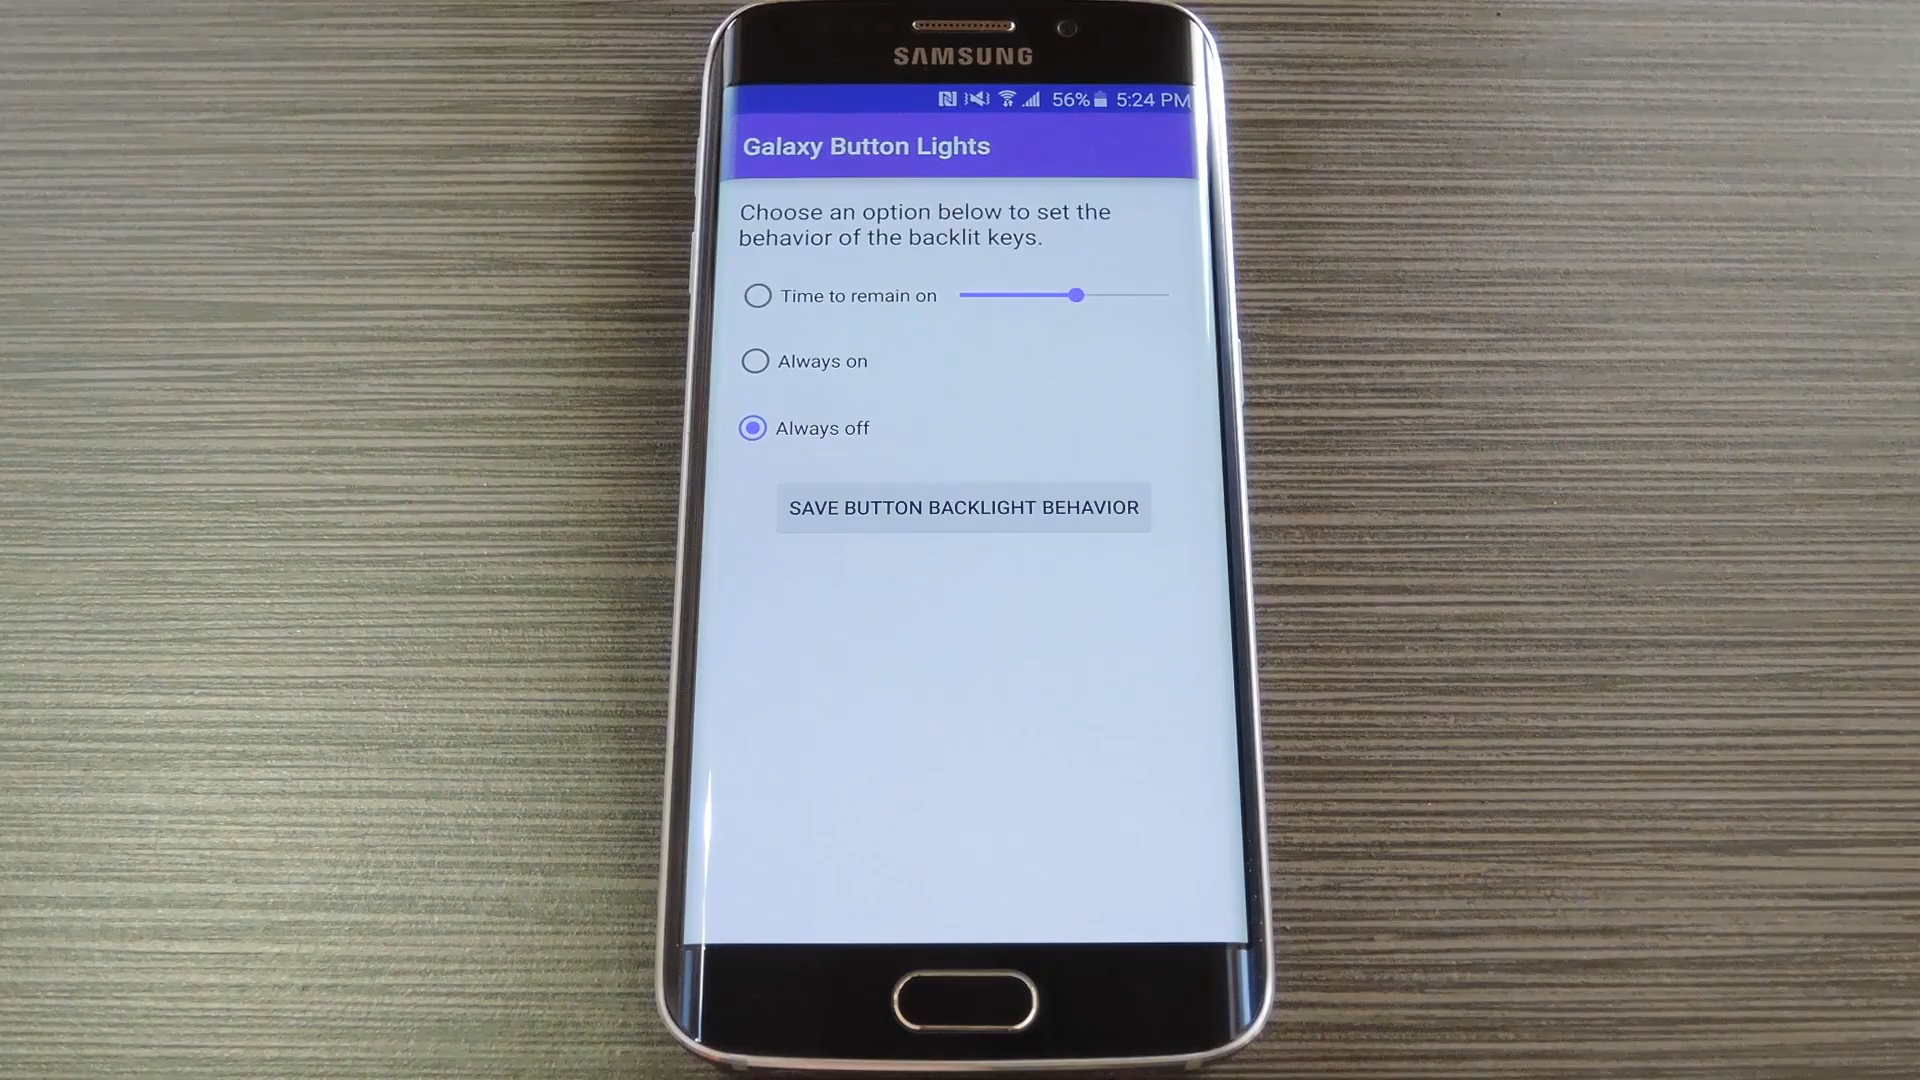 SAMSUNG
56% 5:24 PM
Galaxy Button Lights
Choose an option below to set the
behavior of the backlit keys.
Time to remain on
Always on
Always off
SAVE BUTTON BACKLIGHT BEHAVIOR